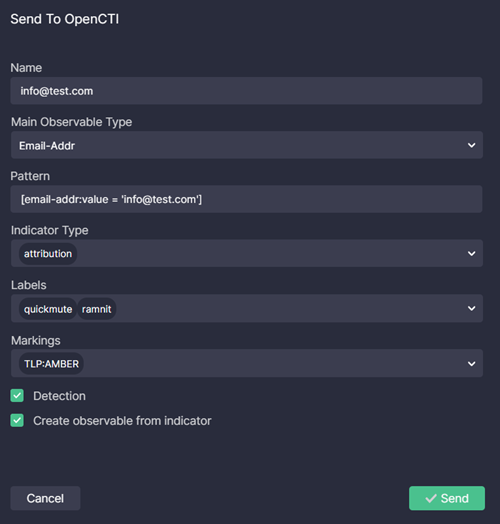 Send To OpenCTI
Name
info@test.com
Main Observable Type
Email-Addr
Pattern
[email-addr:value = 'info@test.com']
Indicator Type
attribution
Labels
quickmute ramnit
Markings
TLP:AMBER
Detection
Create observable from indicator
Cancel Send